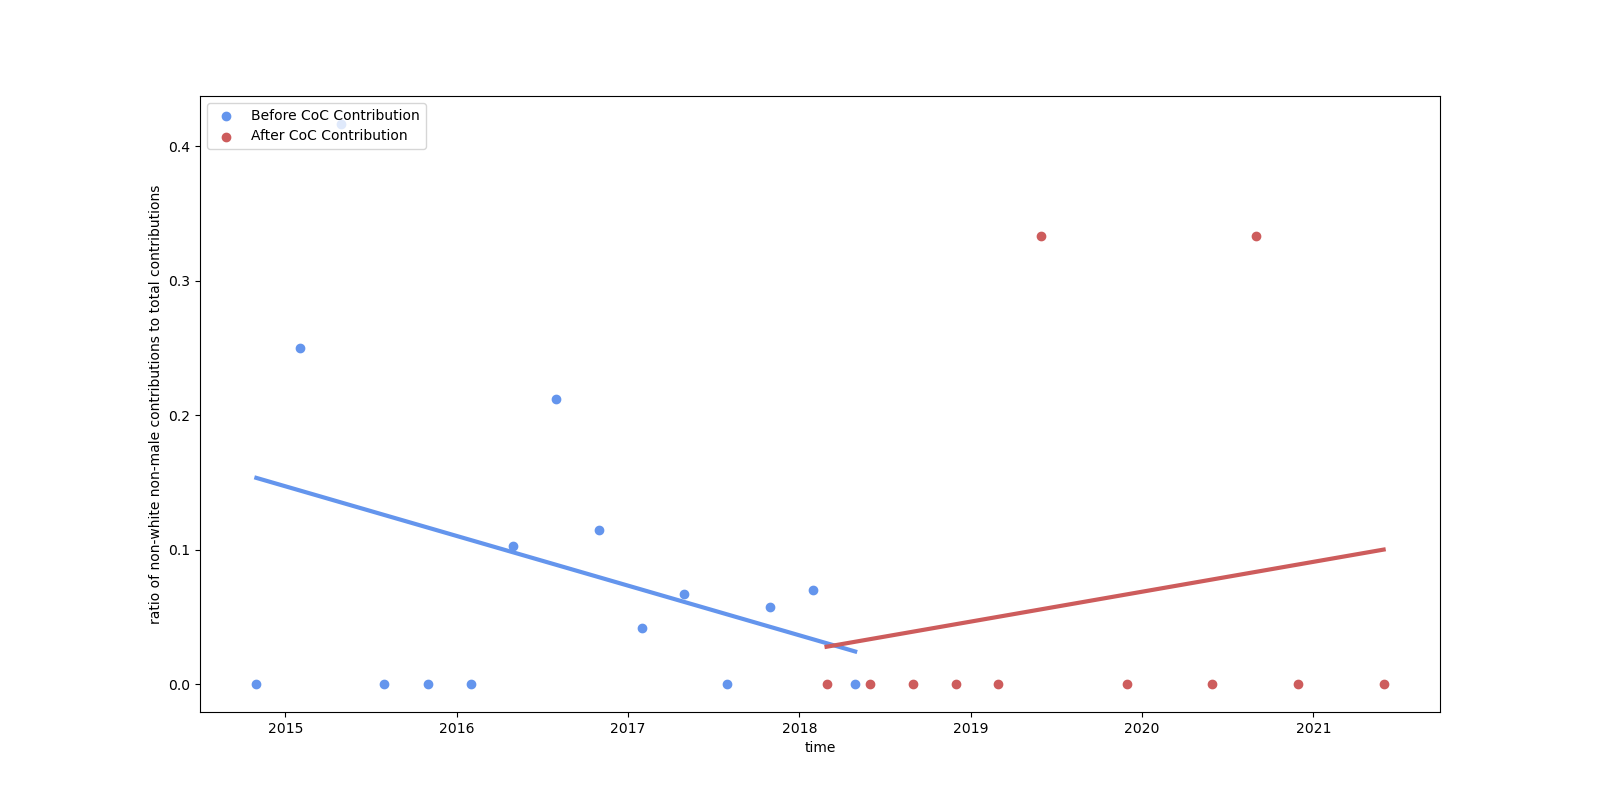 Before CoC Contribution
After CoC Contribution
ratio of non-white non-male contributions to total contributions
0.4
0.3
0.2
0.1
0.0
2015 2016 2017 2018 2019 2020 2021
time